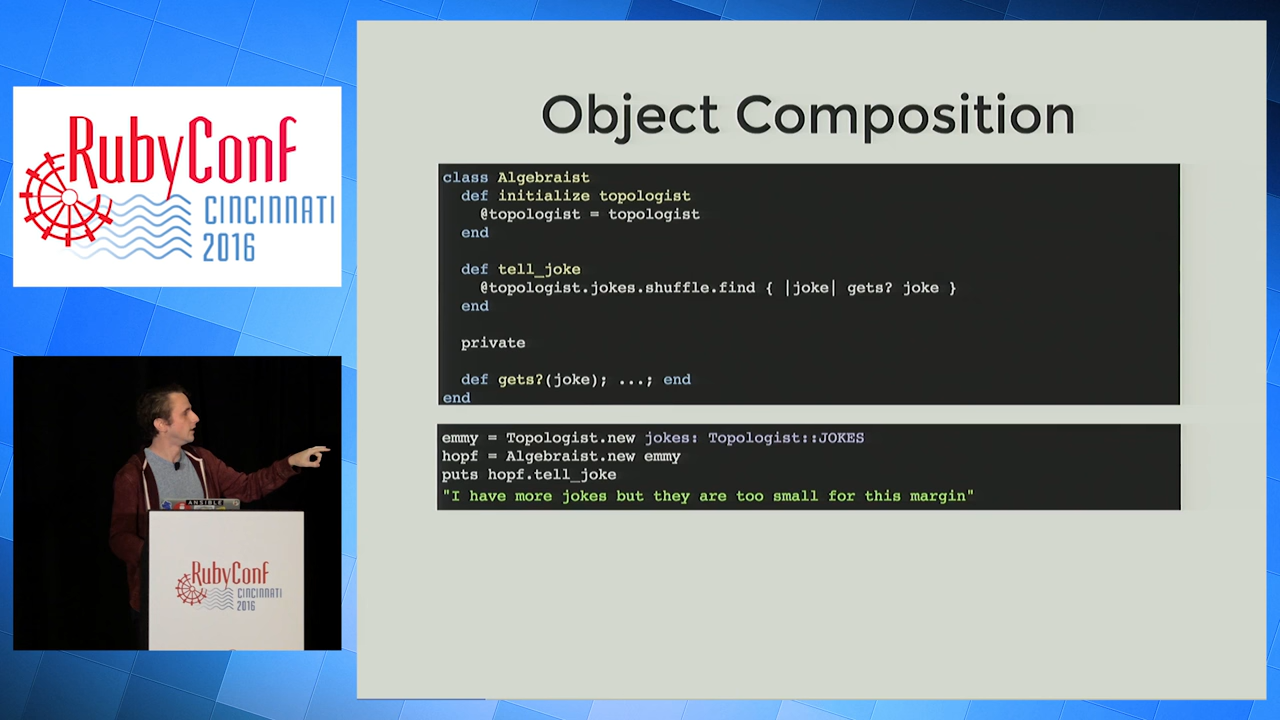 RubyConf
CINCINNATI
2016
Object Composition
class Algebraist
  def initialize topologist
    @topologist = topologist
  end
  def tell_joke
    @topologist.jokes.shuffle.find { |joke| gets? joke }
  end
  private
  def gets?(joke); ...; end
end
emmy = Topologist.new jokes: Topologist::JOKES
hopf = Algebraist.new emmy
puts hopf.tell_joke
"I have more jokes but they are too small for this margin"
ANSIBLE
RubyConf
CINCINNATI
2016